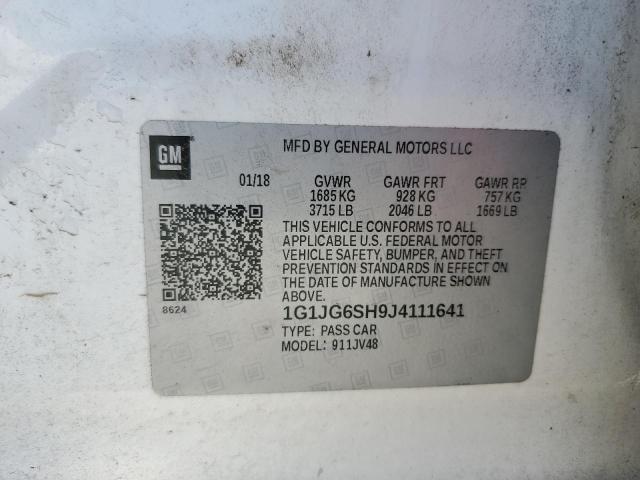 GM
MFD BY GENERAL MOTORS LLC
01/18 GVWR GAWR FRT GAWR RR
1685 KG 928 KG 757 KG
3715 LB 2046 LB 1669 LB
THIS VEHICLE CONFORMS TO ALL
APPLICABLE U.S. FEDERAL MOTOR
VEHICLE SAFETY, BUMPER, AND THEFT
PREVENTION STANDARDS IN EFFECT ON
THE DATE OF MANUFACTURE SHOWN
ABOVE.
8624
1G1JG6SH9J4111641
TYPE: PASS CAR
MODEL: 911JV48